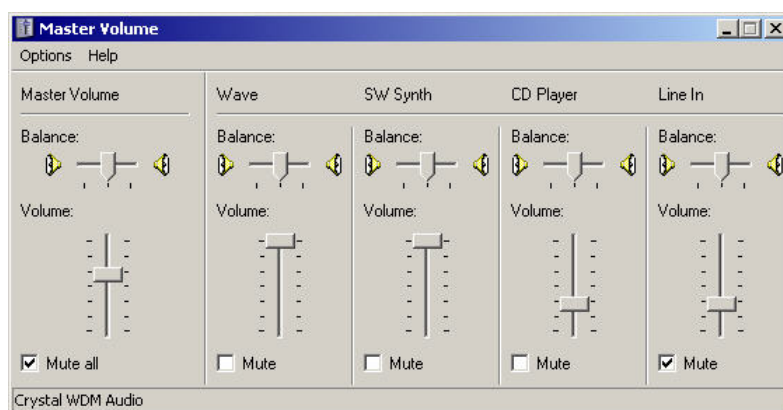 Master Volume
Options Help
Master Volume Wave SW Synth CD Player Line In
Balance: Balance: Balance: Balance: Balance:
Volume: Volume: Volume: Volume: Volume:
Mute all Mute Mute Mute Mute
Crystal WDM Audio